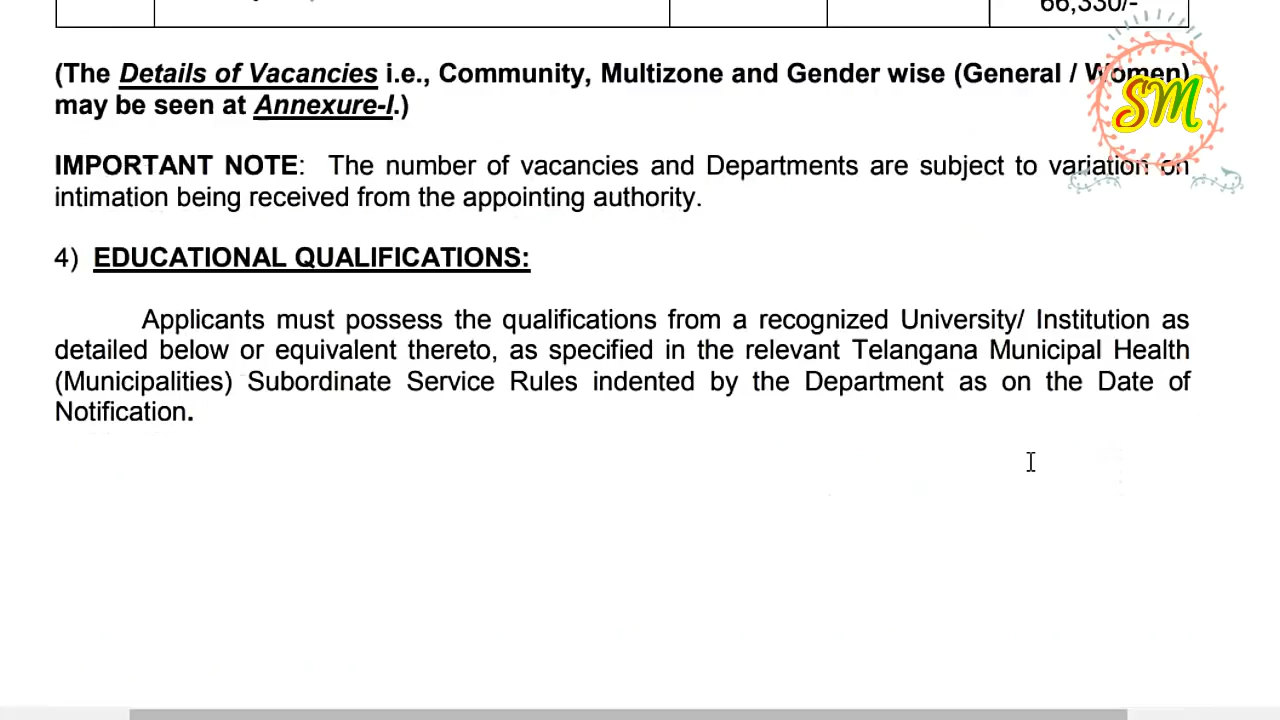 66,330/-
(The Details of Vacancies i.e., Community, Multizone and Gender wise (General / Women)
may be seen at Annexure-I.)
SM
IMPORTANT NOTE: The number of vacancies and Departments are subject to variation on
intimation being received from the appointing authority.
4) EDUCATIONAL QUALIFICATIONS:
Applicants must possess the qualifications from a recognized University/ Institution as
detailed below or equivalent thereto, as specified in the relevant Telangana Municipal Health
(Municipalities) Subordinate Service Rules indented by the Department as on the Date of
Notification.